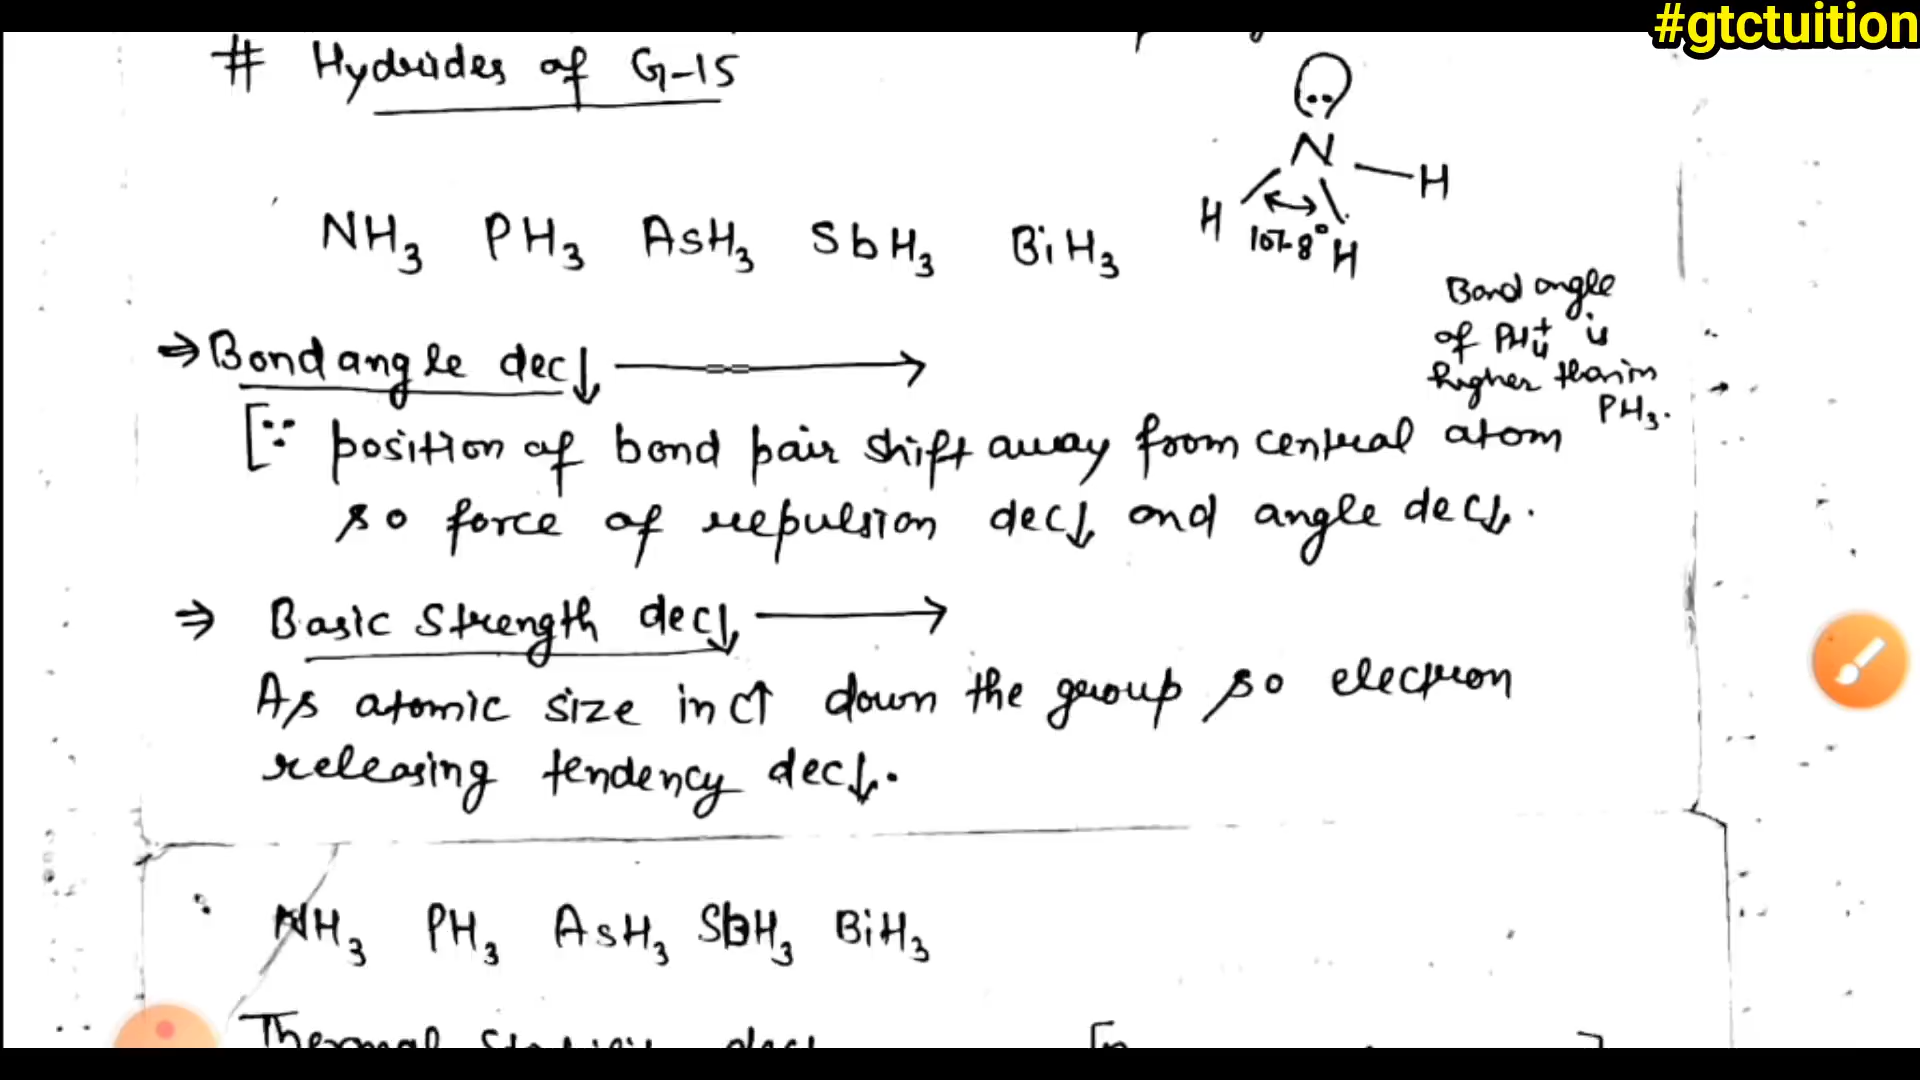 #gtctuition
# Hydrides of G-15
N
H
H
107.8° H
NH₃ PH₃ AsH₃ SbH₃ BiH₃
Bond angle
of PH₄⁺ is
higher than in
PH₃.
⇒ Bond angle dec↓ →
[∵ position of bond pair shift away from central atom
so force of repulsion dec↓ and angle dec↓.
⇒ Basic Strength dec↓ →
As atomic size inc↑ down the group so electron
releasing tendency dec↓.
NH₃ PH₃ AsH₃ SbH₃ BiH₃
Thermal